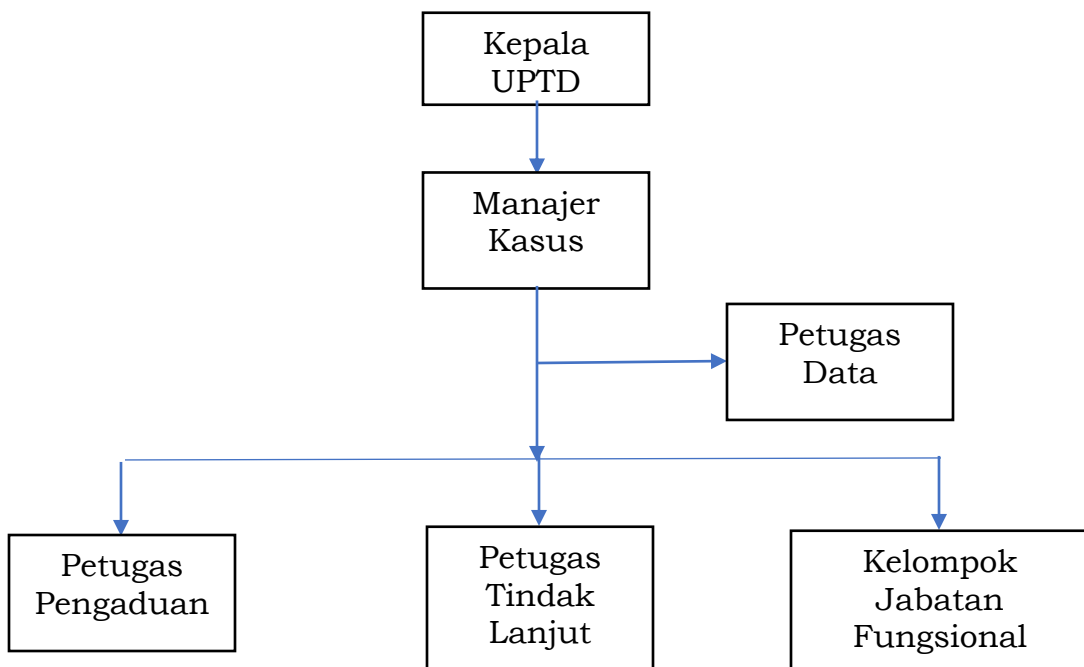 Kepala
UPTD
Manajer
Kasus
Petugas
Data
Petugas
Pengaduan
Petugas
Tindak
Lanjut
Kelompok
Jabatan
Fungsional